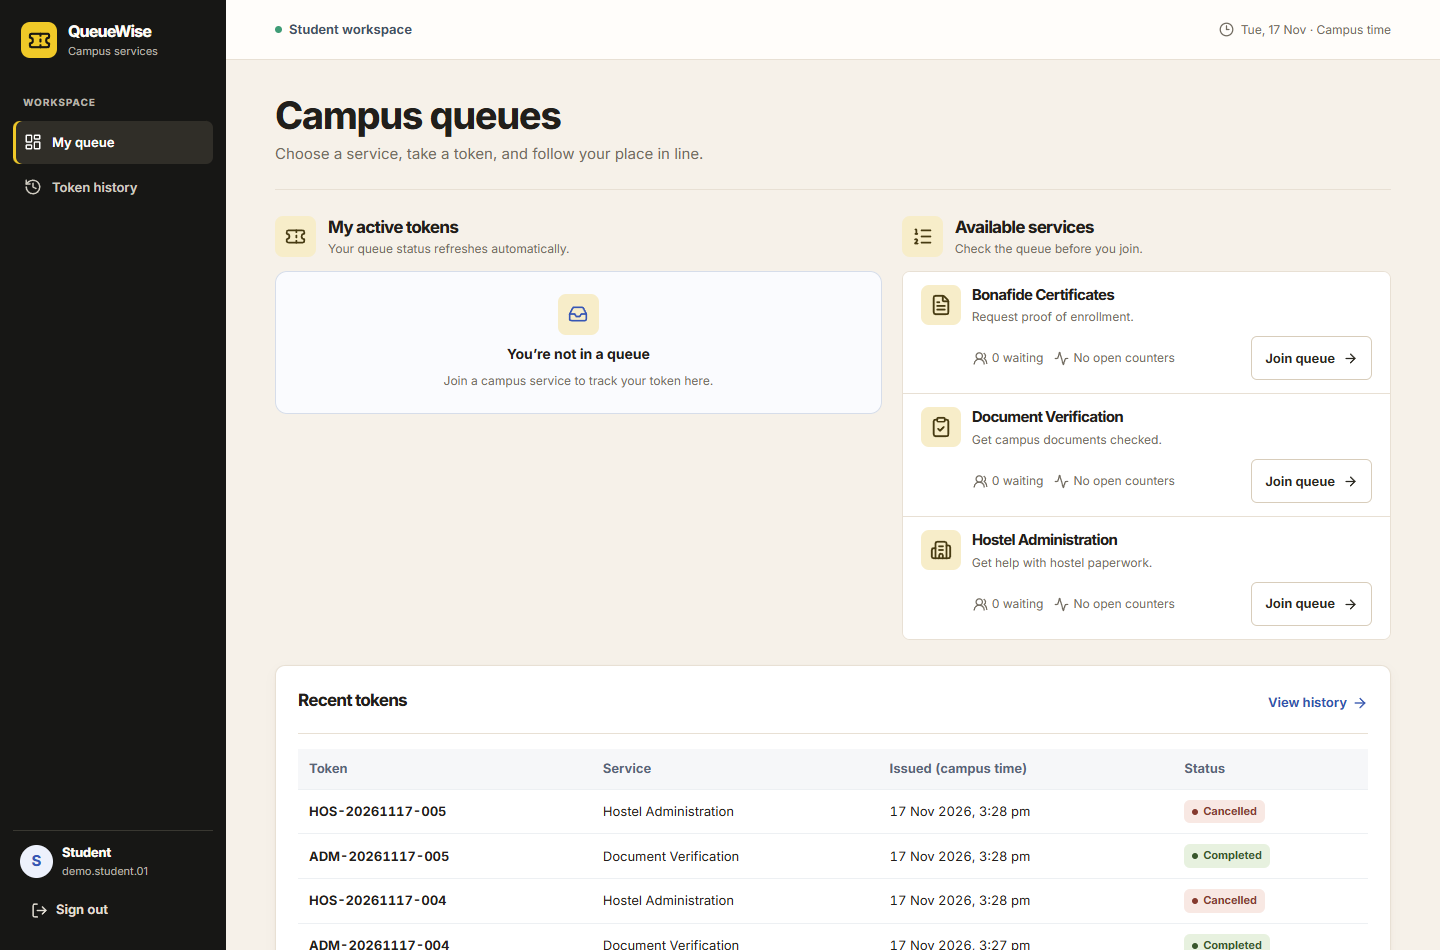 QueueWise
Campus services
WORKSPACE
My queue
Token history
Student workspace
Tue, 17 Nov · Campus time
Campus queues
Choose a service, take a token, and follow your place in line.
My active tokens
Your queue status refreshes automatically.
You’re not in a queue
Join a campus service to track your token here.
Available services
Check the queue before you join.
Bonafide Certificates
Request proof of enrollment.
0 waiting No open counters Join queue
Document Verification
Get campus documents checked.
0 waiting No open counters Join queue
Hostel Administration
Get help with hostel paperwork.
0 waiting No open counters Join queue
Recent tokens View history
Token Service Issued (campus time) Status
HOS-20261117-005 Hostel Administration 17 Nov 2026, 3:28 pm Cancelled
ADM-20261117-005 Document Verification 17 Nov 2026, 3:28 pm Completed
HOS-20261117-004 Hostel Administration 17 Nov 2026, 3:28 pm Cancelled
ADM-20261117-004 Document Verification 17 Nov 2026, 3:27 pm Completed
S
Student
demo.student.01
Sign out